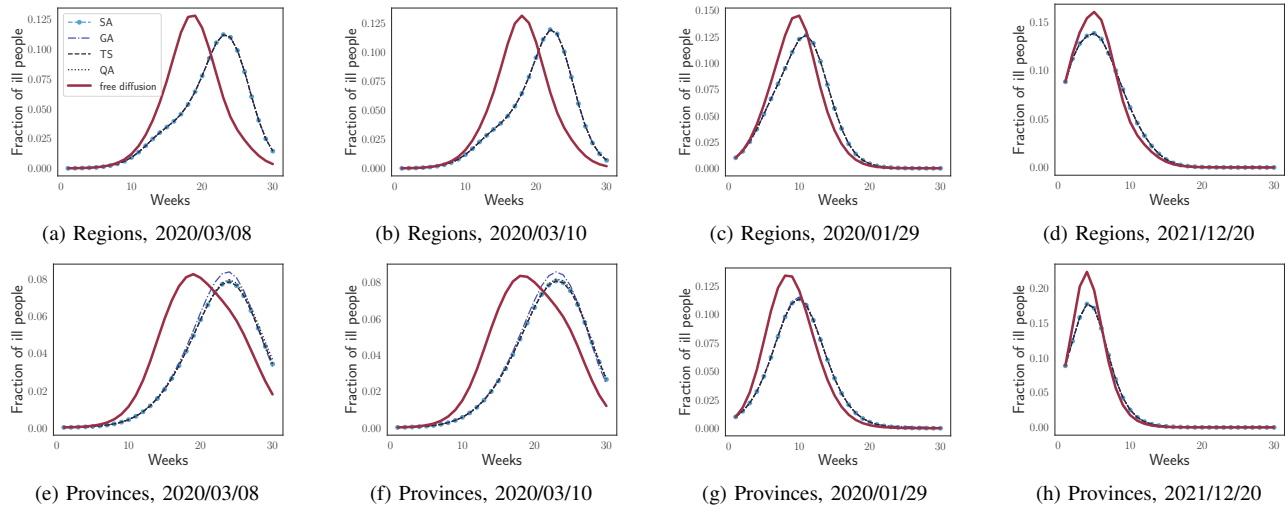 0.125
0.100
0.075
0.050
0.025
0.000
Fraction of ill people
SA
GA
TS
QA
free diffusion
0 10 20 30
Weeks
(a) Regions, 2020/03/08
0.125
0.100
0.075
0.050
0.025
0.000
Fraction of ill people
0 10 20 30
Weeks
(b) Regions, 2020/03/10
0.150
0.125
0.100
0.075
0.050
0.025
0.000
Fraction of ill people
0 10 20 30
Weeks
(c) Regions, 2020/01/29
0.15
0.10
0.05
0.00
Fraction of ill people
0 10 20 30
Weeks
(d) Regions, 2021/12/20
0.08
0.06
0.04
0.02
0.00
Fraction of ill people
0 10 20 30
Weeks
(e) Provinces, 2020/03/08
0.08
0.06
0.04
0.02
0.00
Fraction of ill people
0 10 20 30
Weeks
(f) Provinces, 2020/03/10
0.150
0.125
0.100
0.075
0.050
0.025
0.000
Fraction of ill people
0 10 20 30
Weeks
(g) Provinces, 2020/01/29
0.20
0.15
0.10
0.05
0.00
Fraction of ill people
0 10 20 30
Weeks
(h) Provinces, 2021/12/20